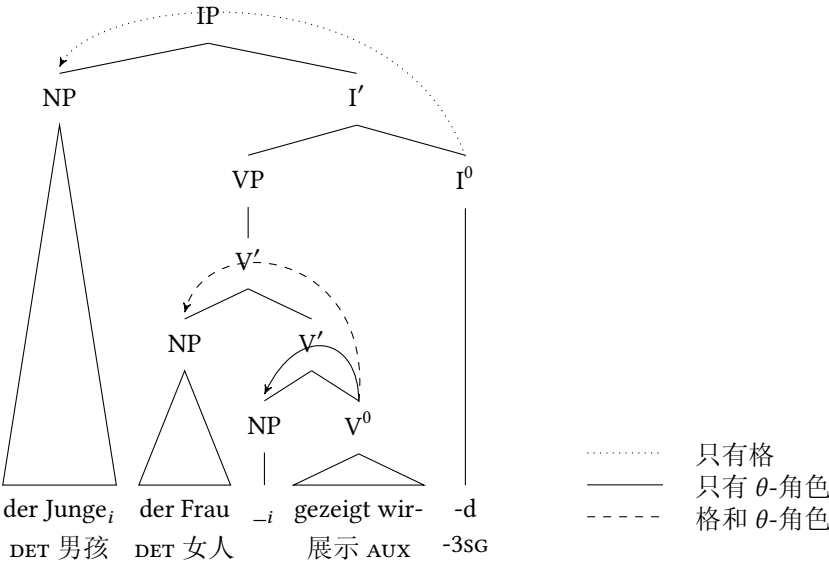 IP
NP I′
VP I⁰
V′
NP V′
NP V⁰
der Jungeᵢ der Frau _ᵢ gezeigt wir- -d
DET 男孩 DET 女人 展示 AUX -3SG
只有格
只有 θ-角色
格和 θ-角色